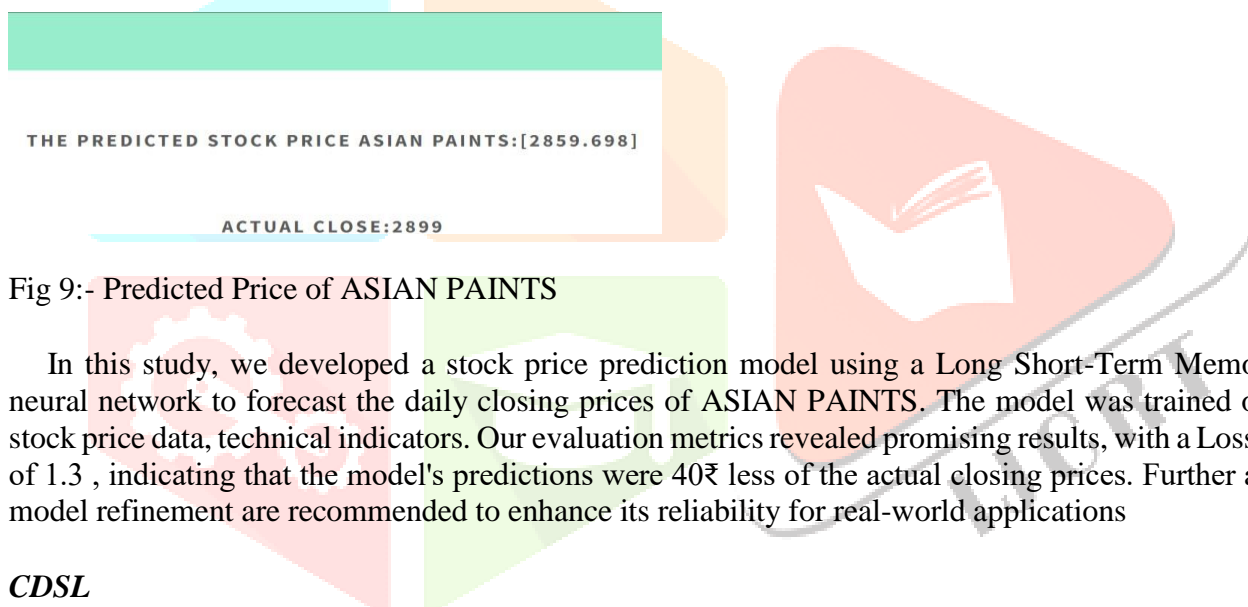 THE PREDICTED STOCK PRICE ASIAN PAINTS:[2859.698]
ACTUAL CLOSE:2899
Fig 9:- Predicted Price of ASIAN PAINTS
In this study, we developed a stock price prediction model using a Long Short-Term Memo
neural network to forecast the daily closing prices of ASIAN PAINTS. The model was trained o
stock price data, technical indicators. Our evaluation metrics revealed promising results, with a Loss
of 1.3 , indicating that the model's predictions were 40₹ less of the actual closing prices. Further a
model refinement are recommended to enhance its reliability for real-world applications
IJCRT
CDSL